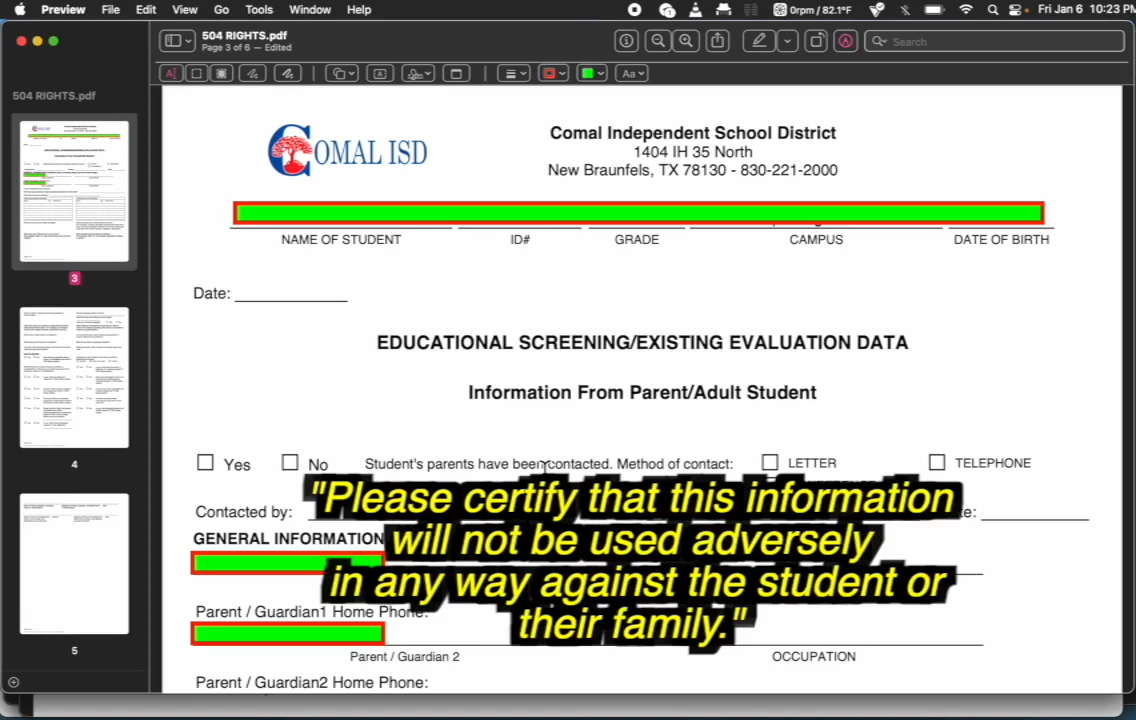 Preview File Edit View Go Tools Window Help
0rpm / 82.1°F
Fri Jan 6 10:23 PM
504 RIGHTS.pdf
Page 3 of 6 — Edited
Search
Aa
504 RIGHTS.pdf
3
4
5
COMAL ISD
Comal Independent School District
1404 IH 35 North
New Braunfels, TX 78130 - 830-221-2000
NAME OF STUDENT ID# GRADE CAMPUS DATE OF BIRTH
Date:
EDUCATIONAL SCREENING/EXISTING EVALUATION DATA
Information From Parent/Adult Student
Yes No Student's parents have been contacted. Method of contact: LETTER TELEPHONE
Contacted by:
GENERAL INFORMATION
"Please certify that this information
will not be used adversely
in any way against the student or
their family."
Parent / Guardian1 Home Phone:
Parent / Guardian 2 OCCUPATION
Parent / Guardian2 Home Phone: